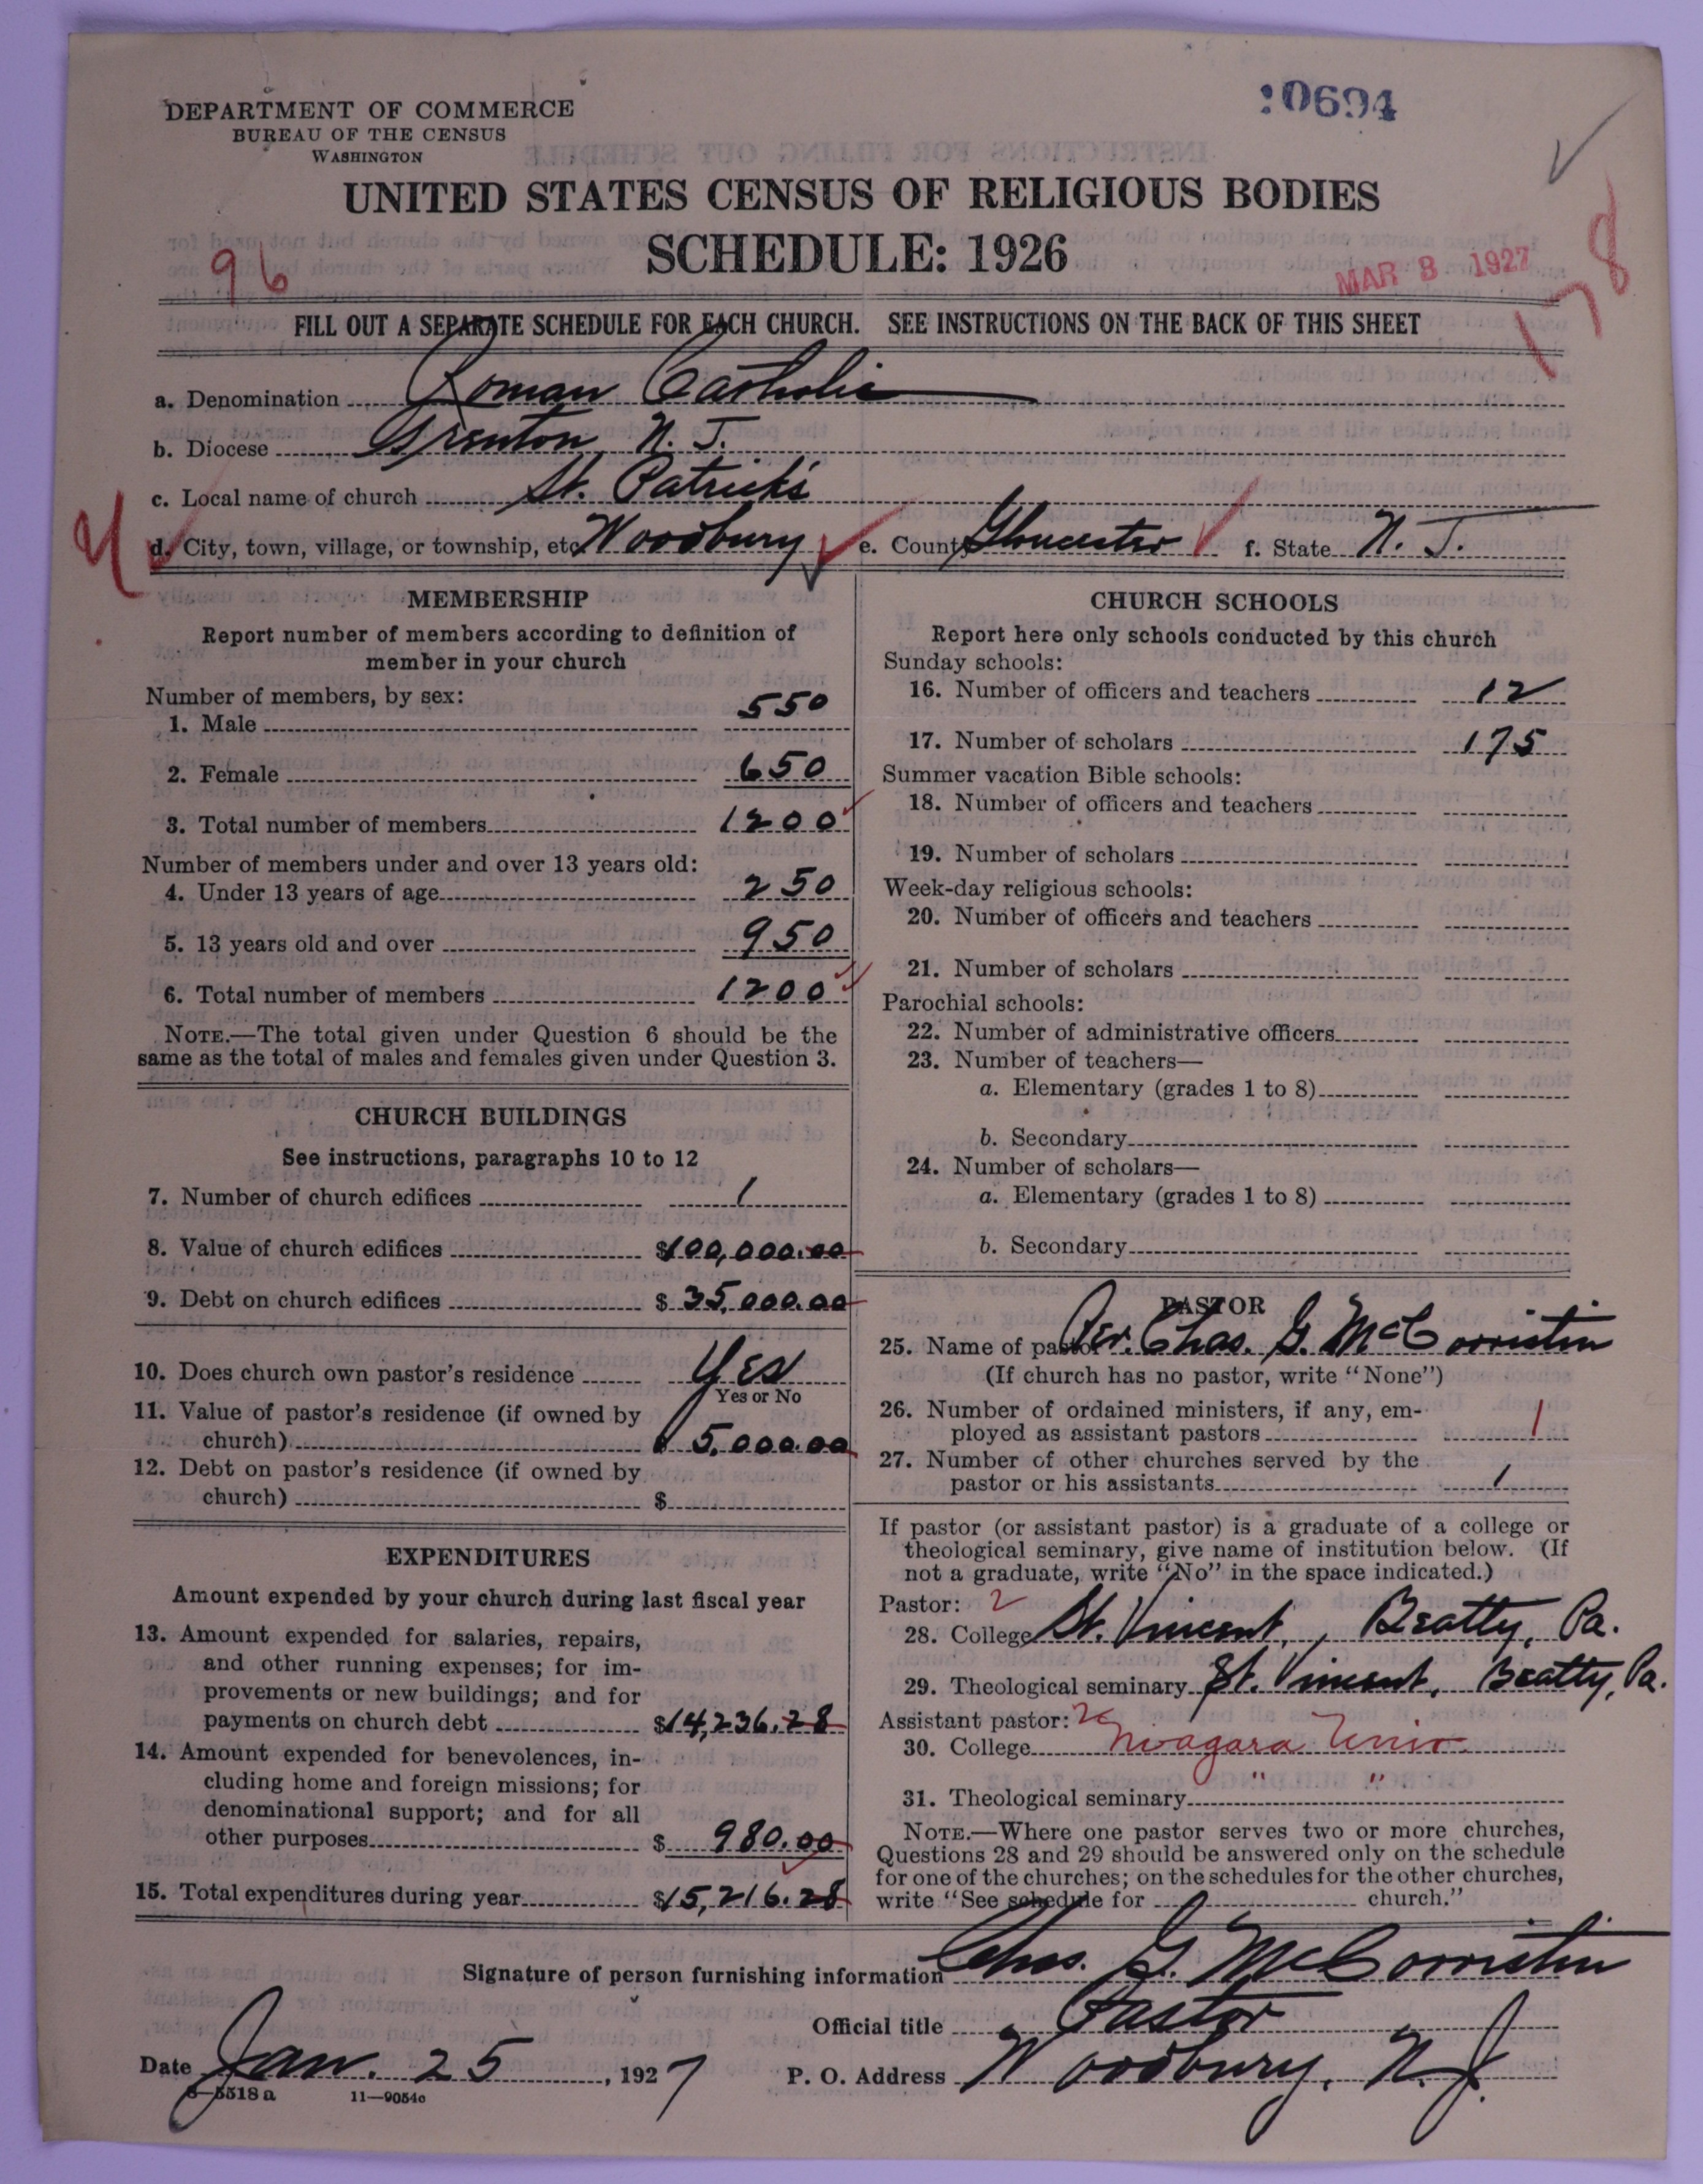 DEPARTMENT OF COMMERCE
BUREAU OF THE CENSUS
WASHINGTON
:0694
UNITED STATES CENSUS OF RELIGIOUS BODIES
SCHEDULE: 1926
96
MAR 8 1927
178
FILL OUT A SEPARATE SCHEDULE FOR EACH CHURCH. SEE INSTRUCTIONS ON THE BACK OF THIS SHEET
a. Denomination Roman Catholic
b. Diocese Trenton, N. J.
c. Local name of church St. Patrick's
d. City, town, village, or township, etc Woodbury e. County Gloucester f. State N. J.
MEMBERSHIP
Report number of members according to definition of
member in your church
Number of members, by sex:
1. Male 550
2. Female 650
3. Total number of members 1200
Number of members under and over 13 years old:
4. Under 13 years of age 250
5. 13 years old and over 950
6. Total number of members 1200
NOTE.—The total given under Question 6 should be the
same as the total of males and females given under Question 3.
CHURCH BUILDINGS
See instructions, paragraphs 10 to 12
7. Number of church edifices 1
8. Value of church edifices $100,000.00
9. Debt on church edifices $ 35,000.00
10. Does church own pastor's residence Yes
Yes or No
11. Value of pastor's residence (if owned by
church) $ 5,000.00
12. Debt on pastor's residence (if owned by
church) $
EXPENDITURES
Amount expended by your church during last fiscal year
13. Amount expended for salaries, repairs,
and other running expenses; for im-
provements or new buildings; and for
payments on church debt $14,236.28
14. Amount expended for benevolences, in-
cluding home and foreign missions; for
denominational support; and for all
other purposes $ 980.00
15. Total expenditures during year $15,216.28
CHURCH SCHOOLS
Report here only schools conducted by this church
Sunday schools:
16. Number of officers and teachers 12
17. Number of scholars 175
Summer vacation Bible schools:
18. Number of officers and teachers
19. Number of scholars
Week-day religious schools:
20. Number of officers and teachers
21. Number of scholars
Parochial schools:
22. Number of administrative officers
23. Number of teachers—
a. Elementary (grades 1 to 8)
b. Secondary
24. Number of scholars—
a. Elementary (grades 1 to 8)
b. Secondary
PASTOR
25. Name of pastor Rev. Chas. G. McCorristin
(If church has no pastor, write "None")
26. Number of ordained ministers, if any, em-
ployed as assistant pastors 1
27. Number of other churches served by the
pastor or his assistants 1
If pastor (or assistant pastor) is a graduate of a college or
theological seminary, give name of institution below. (If
not a graduate, write "No" in the space indicated.)
Pastor: 2
28. College St. Vincent, Beatty, Pa.
29. Theological seminary St. Vincent, Beatty, Pa.
Assistant pastor: 2
30. College Niagara Univ.
31. Theological seminary " "
NOTE.—Where one pastor serves two or more churches,
Questions 28 and 29 should be answered only on the schedule
for one of the churches; on the schedules for the other churches,
write "See schedule for church."
Signature of person furnishing information Chas. G. McCorristin
Official title Pastor
Date Jan. 25, 1927 P. O. Address Woodbury, N. J.
8—5518a 11—9054c